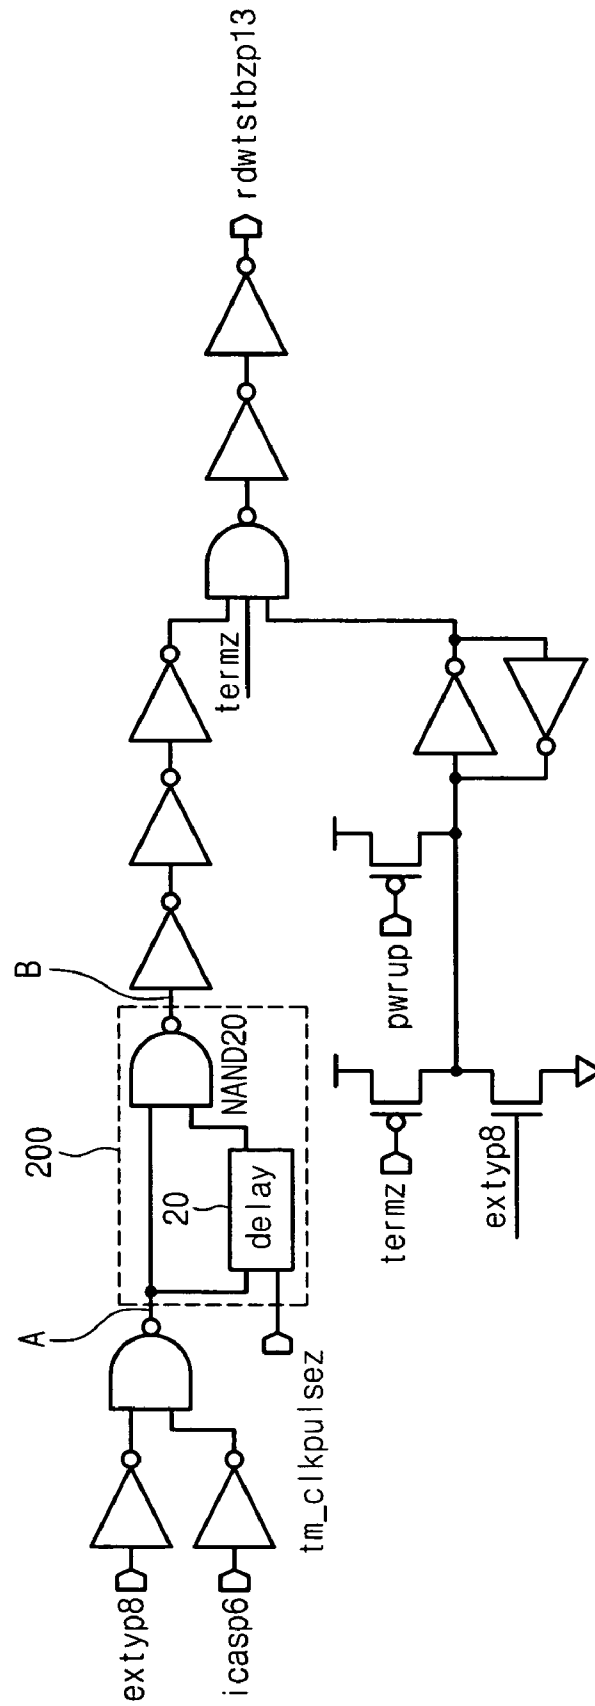 extyp8
icasp6
A
tm_clkpulsez
200
20
delay
NAND20
B
termz
rdwtstbzp13
termz
extyp8
pwrup